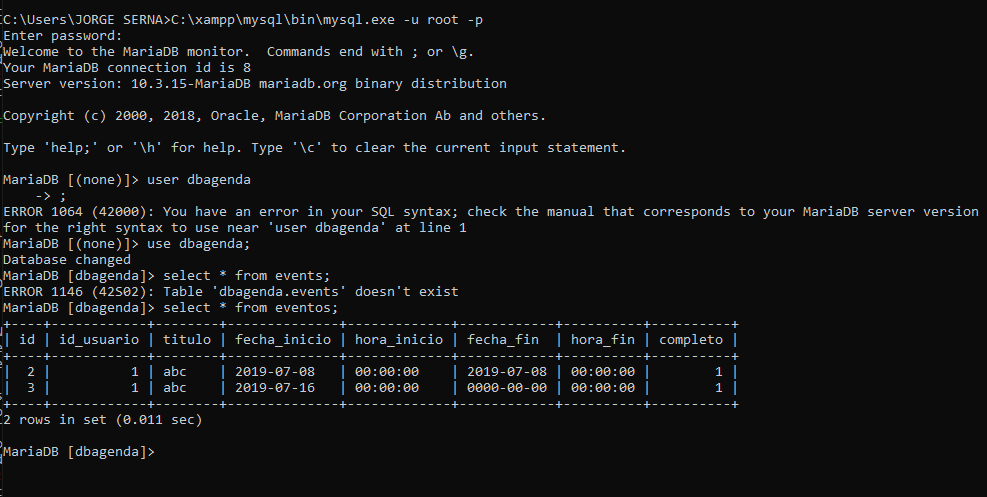 C:\Users\JORGE SERNA>C:\xampp\mysql\bin\mysql.exe -u root -p
Enter password:
Welcome to the MariaDB monitor.  Commands end with ; or \g.
Your MariaDB connection id is 8
Server version: 10.3.15-MariaDB mariadb.org binary distribution

Copyright (c) 2000, 2018, Oracle, MariaDB Corporation Ab and others.

Type 'help;' or '\h' for help. Type '\c' to clear the current input statement.

MariaDB [(none)]> user dbagenda
    -> ;
ERROR 1064 (42000): You have an error in your SQL syntax; check the manual that corresponds to your MariaDB server version
for the right syntax to use near 'user dbagenda' at line 1
MariaDB [(none)]> use dbagenda;
Database changed
MariaDB [dbagenda]> select * from events;
ERROR 1146 (42S02): Table 'dbagenda.events' doesn't exist
MariaDB [dbagenda]> select * from eventos;
+----+------------+--------+--------------+-------------+------------+----------+----------+
| id | id_usuario | titulo | fecha_inicio | hora_inicio | fecha_fin  | hora_fin | completo |
+----+------------+--------+--------------+-------------+------------+----------+----------+
|  2 |          1 | abc    | 2019-07-08   | 00:00:00    | 2019-07-08 | 00:00:00 |        1 |
|  3 |          1 | abc    | 2019-07-16   | 00:00:00    | 0000-00-00 | 00:00:00 |        1 |
+----+------------+--------+--------------+-------------+------------+----------+----------+
2 rows in set (0.011 sec)

MariaDB [dbagenda]>